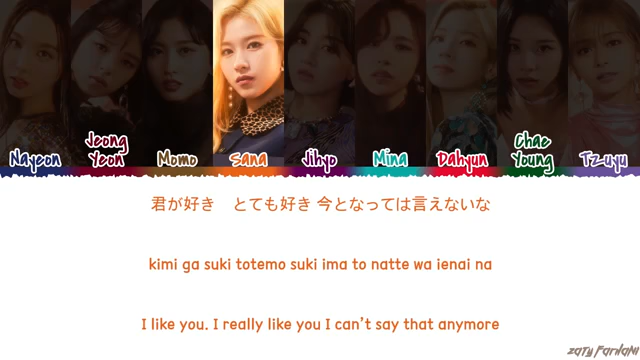 Nayeon
Jeong
Yeon
Momo
Sana
Jihyo
Mina
Dahyun
Chae
Young
Tzuyu
君が好き とても好き 今となっては言えないな
kimi ga suki totemo suki ima to natte wa ienai na
I like you. I really like you I can't say that anymore
zaty farhani